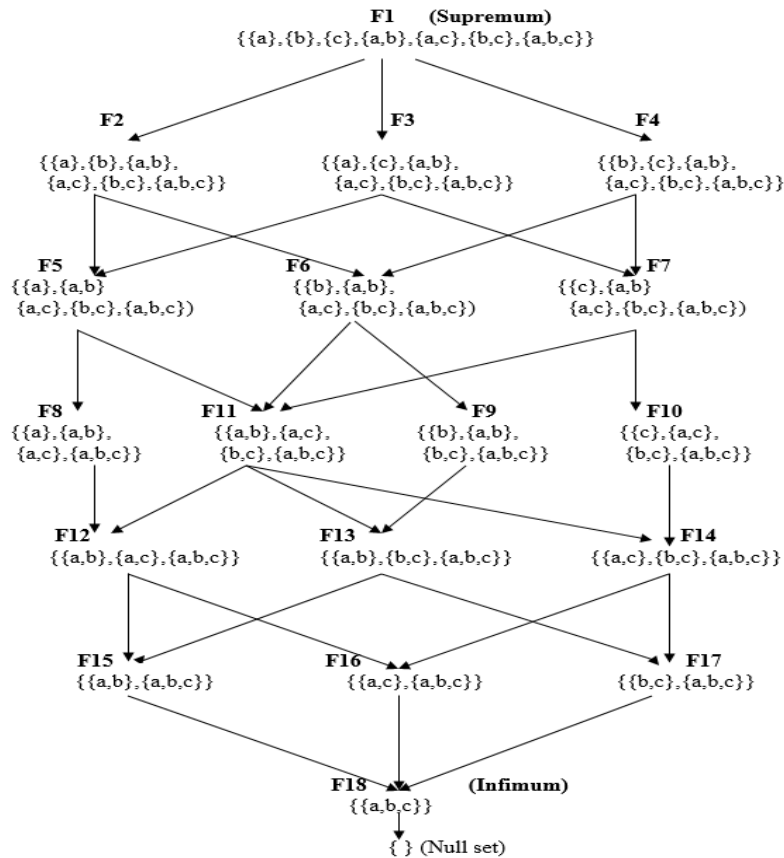 F1 (Supremum)
{{a},{b},{c},{a,b},{a,c},{b,c},{a,b,c}}
F2 F3 F4
{{a},{b},{a,b}, {{a},{c},{a,b}, {{b},{c},{a,b},
{a,c},{b,c},{a,b,c}} {a,c},{b,c},{a,b,c}} {a,c},{b,c},{a,b,c}}
F5 F6 F7
{{a},{a,b} {{b},{a,b}, {{c},{a,b}
{a,c},{b,c},{a,b,c}) {a,c},{b,c},{a,b,c}) {a,c},{b,c},{a,b,c})
F8 F11 F9 F10
{{a},{a,b}, {{a,b},{a,c}, {{b},{a,b}, {{c},{a,c},
{a,c},{a,b,c}} {b,c},{a,b,c}} {b,c},{a,b,c}} {b,c},{a,b,c}}
F12 F13 F14
{{a,b},{a,c},{a,b,c}} {{a,b},{b,c},{a,b,c}} {{a,c},{b,c},{a,b,c}}
F15 F16 F17
{{a,b},{a,b,c}} {{a,c},{a,b,c}} {{b,c},{a,b,c}}
F18 (Infimum)
{{a,b,c}}
{ } (Null set)